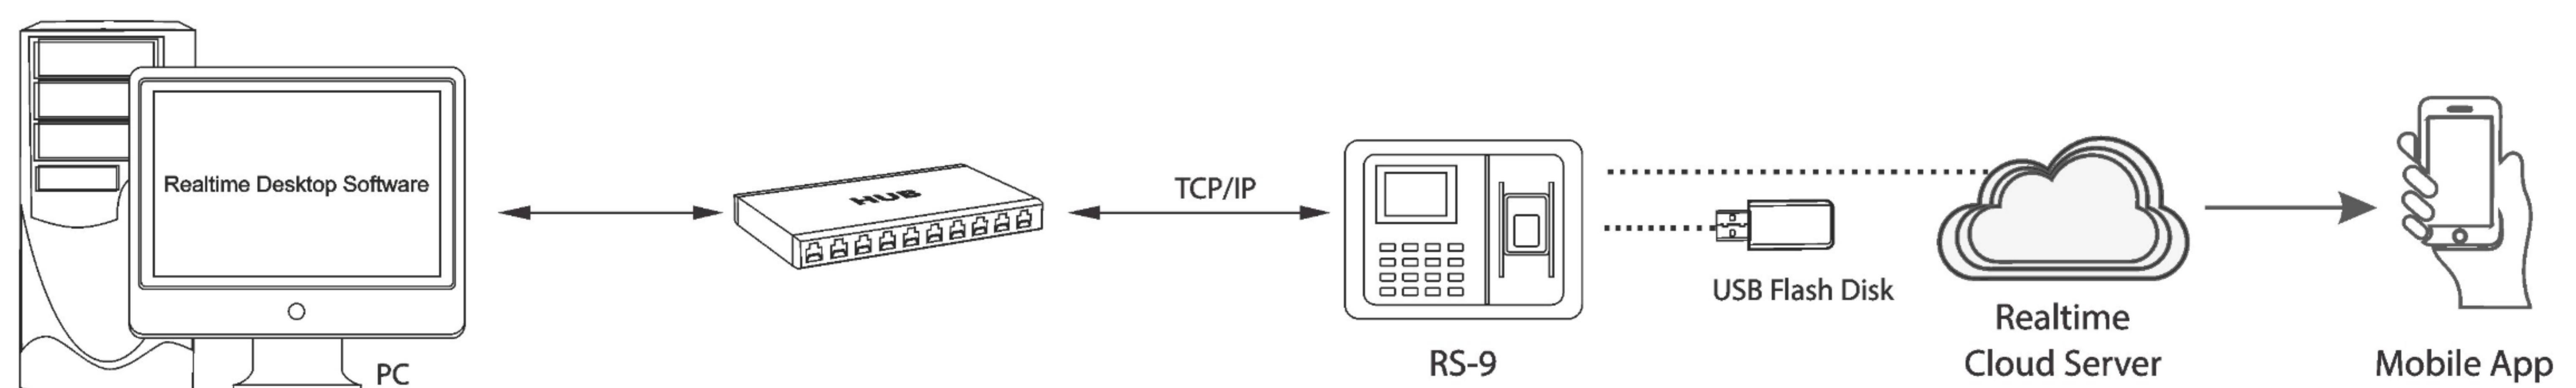 Realtime Desktop Software
PC
HUB
TCP/IP
RS-9
USB Flash Disk
Realtime
Cloud Server
Mobile App